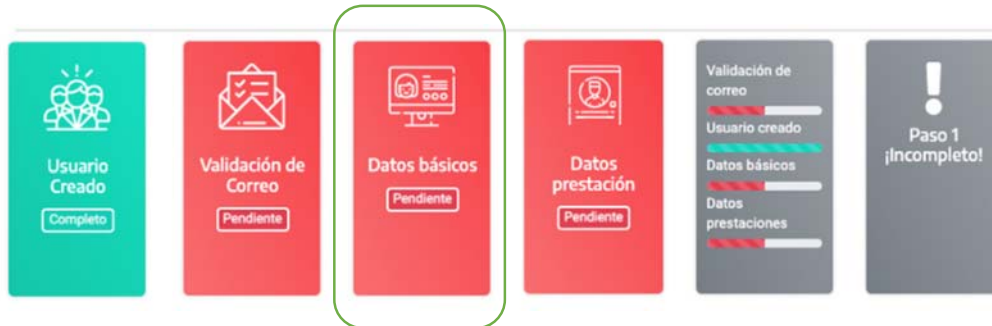 Usuario
Creado
Completo
Validación de
Correo
Pendiente
Datos básicos
Pendiente
Datos
prestación
Pendiente
Validación de
correo
Usuario creado
Datos básicos
Datos
prestaciones
Paso 1
¡Incompleto!